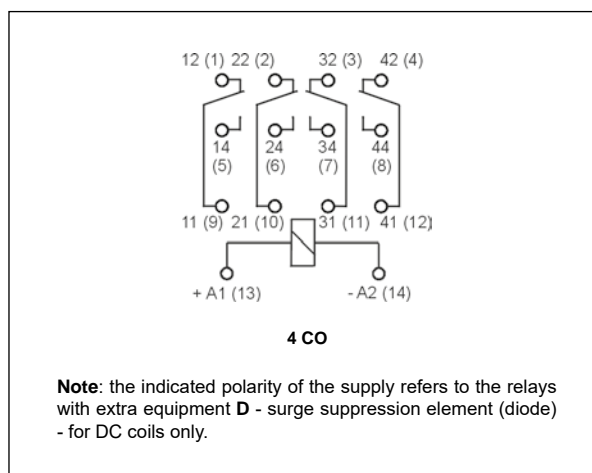 12 (1) 22 (2) 32 (3) 42 (4)
14 24 34 44
(5) (6) (7) (8)
11 (9) 21 (10) 31 (11) 41 (12)
+ A1 (13) - A2 (14)
4 CO
Note: the indicated polarity of the supply refers to the relays
with extra equipment D - surge suppression element (diode)
- for DC coils only.